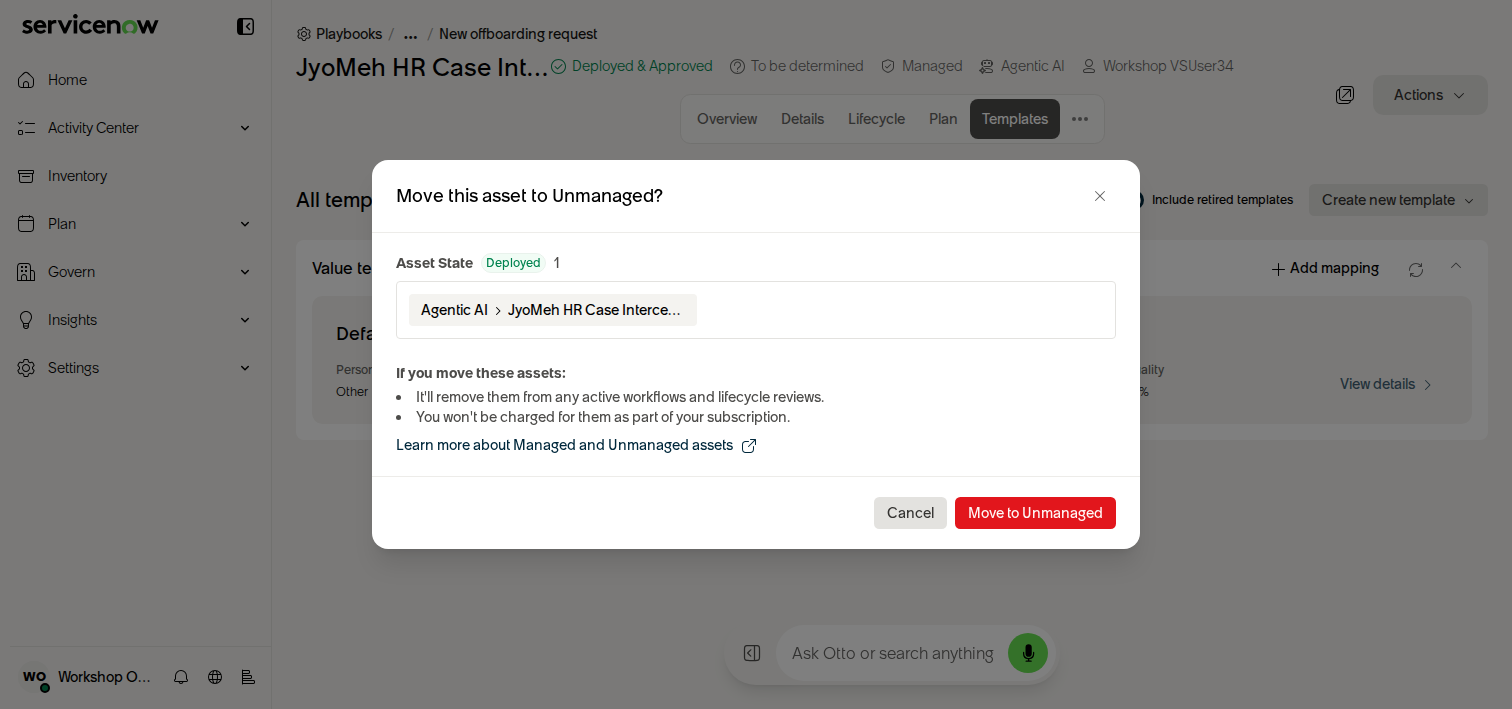 servicenow
Home
Activity Center
Inventory
Plan
Govern
Insights
Settings
WO Workshop O...
Playbooks / ... / New offboarding request
JyoMeh HR Case Int... Deployed & Approved To be determined Managed Agentic AI Workshop VSUser34
Actions
Overview Details Lifecycle Plan Templates
All temp
Include retired templates Create new template
Value te
Add mapping
Defa
Person
ality
Other
%
View details
Move this asset to Unmanaged?
Asset State Deployed 1
Agentic AI > JyoMeh HR Case Interce...
If you move these assets:
• It'll remove them from any active workflows and lifecycle reviews.
• You won't be charged for them as part of your subscription.
Learn more about Managed and Unmanaged assets
Cancel Move to Unmanaged
Ask Otto or search anything